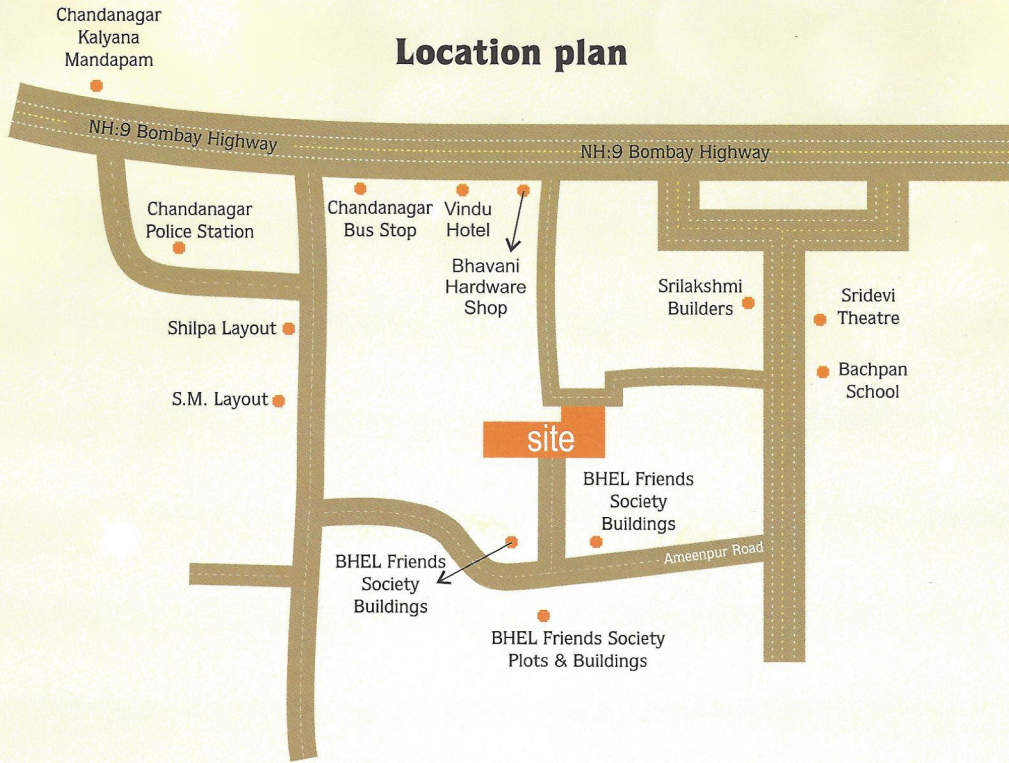 Chandanagar
Kalyana
Mandapam
Location plan
NH:9 Bombay Highway
NH:9 Bombay Highway
Chandanagar
Police Station
Chandanagar
Bus Stop
Vindu
Hotel
Bhavani
Hardware
Shop
Srilakshmi
Builders
Sridevi
Theatre
Shilpa Layout
Bachpan
School
S.M. Layout
site
BHEL Friends
Society
Buildings
Ameenpur Road
BHEL Friends
Society
Buildings
BHEL Friends Society
Plots & Buildings